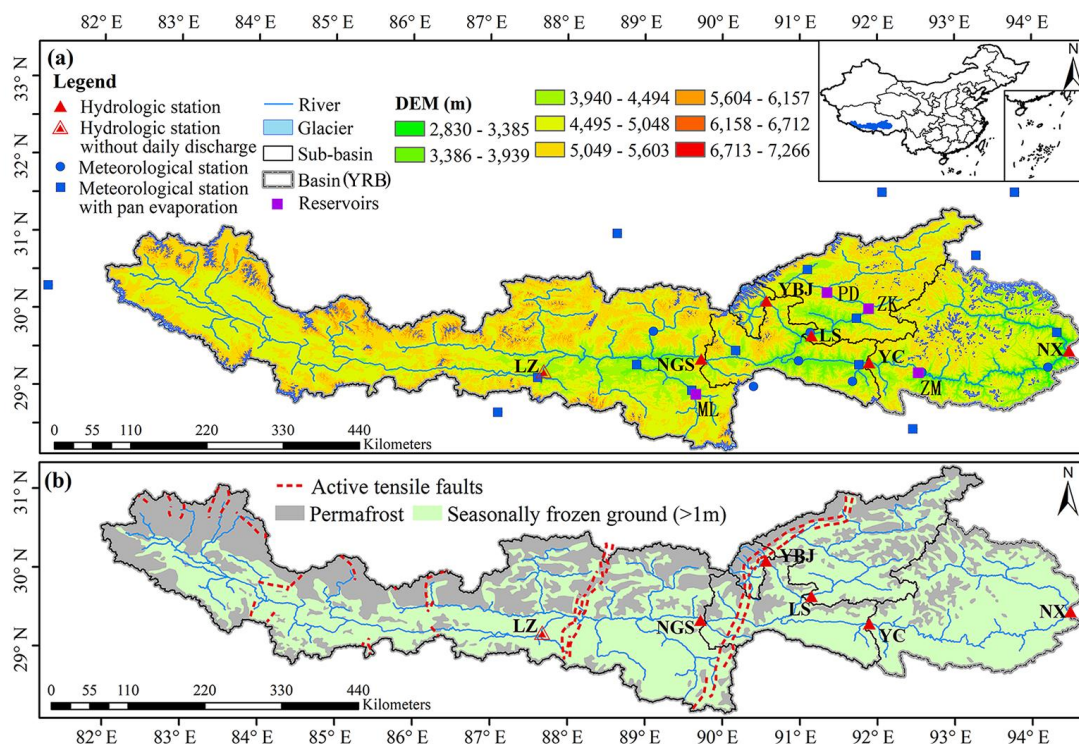 82° E 83° E 84° E 85° E 86° E 87° E 88° E 89° E 90° E 91° E 92° E 93° E 94° E
(a)
Legend
Hydrologic station
Hydrologic station
without daily discharge
Meteorological station
Meteorological station
with pan evaporation
River
Glacier
Sub-basin
Basin (YRB)
Reservoirs
DEM (m)
2,830 - 3,385
3,386 - 3,939
3,940 - 4,494
4,495 - 5,048
5,049 - 5,603
5,604 - 6,157
6,158 - 6,712
6,713 - 7,266
N
33° N
32° N
31° N
30° N
29° N
YBJ
PD
ZK
LS
NX
YC
NGS
LZ
ZM
ML
0 55 110 220 330 440
Kilometers
(b)
Active tensile faults
Permafrost
Seasonally frozen ground (>1m)
N
31° N
30° N
29° N
YBJ
LS
NX
LZ
NGS
YC
0 55 110 220 330 440
Kilometers
82° E 83° E 84° E 85° E 86° E 87° E 88° E 89° E 90° E 91° E 92° E 93° E 94° E